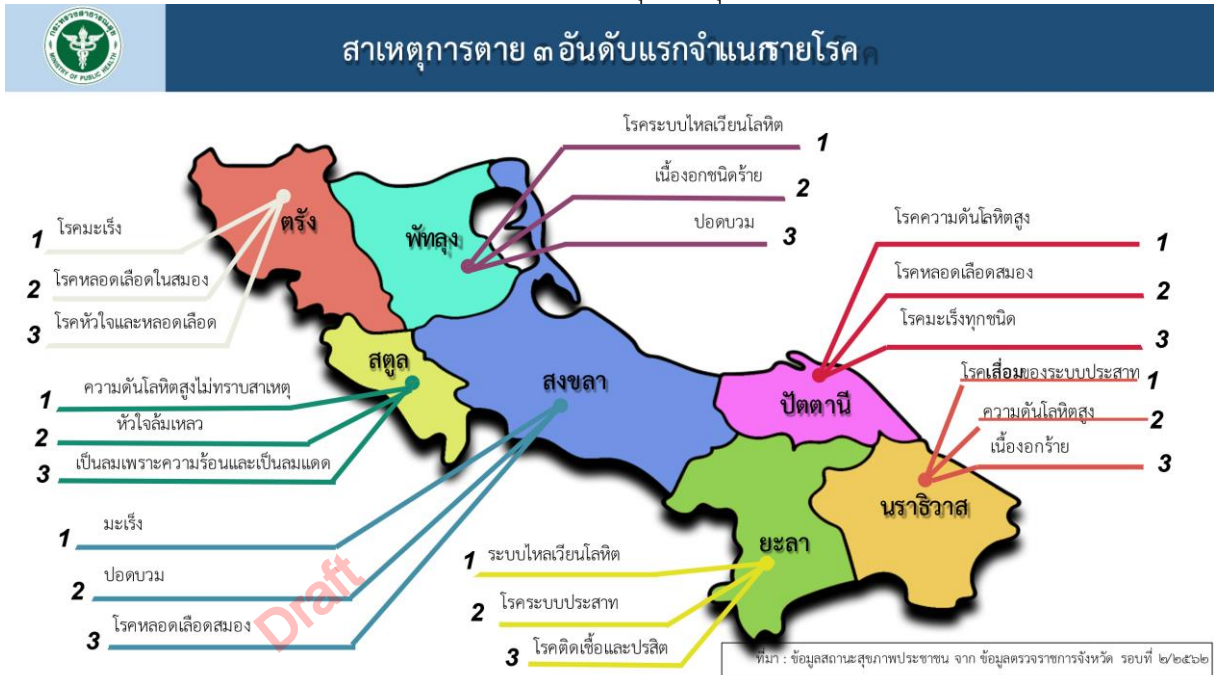 กระทรวงสาธารณสุข
MINISTRY OF PUBLIC HEALTH
สาเหตุการตาย ๓ อันดับแรกจำแนกรายโรค
โรคระบบไหลเวียนโลหิต
1
เนื้องอกชนิดร้าย
2
ปอดบวม
3
ตรัง
พัทลุง
1 โรคมะเร็ง
2 โรคหลอดเลือดในสมอง
3 โรคหัวใจและหลอดเลือด
โรคความดันโลหิตสูง
1
โรคหลอดเลือดสมอง
2
โรคมะเร็งทุกชนิด
3
สตูล
สงขลา
ปัตตานี
1 ความดันโลหิตสูงไม่ทราบสาเหตุ
2 หัวใจล้มเหลว
3 เป็นลมเพราะความร้อนและเป็นลมแดด
โรคเสื่อมของระบบประสาท 1
ความดันโลหิตสูง 2
เนื้องอกร้าย 3
นราธิวาส
ยะลา
1 มะเร็ง
2 ปอดบวม
3 โรคหลอดเลือดสมอง
Draft
1 ระบบไหลเวียนโลหิต
2 โรคระบบประสาท
3 โรคติดเชื้อและปรสิต
ที่มา : ข้อมูลสถานะสุขภาพประชาชน จาก ข้อมูลตรวจราชการจังหวัด รอบที่ ๒/๒๕๖๒